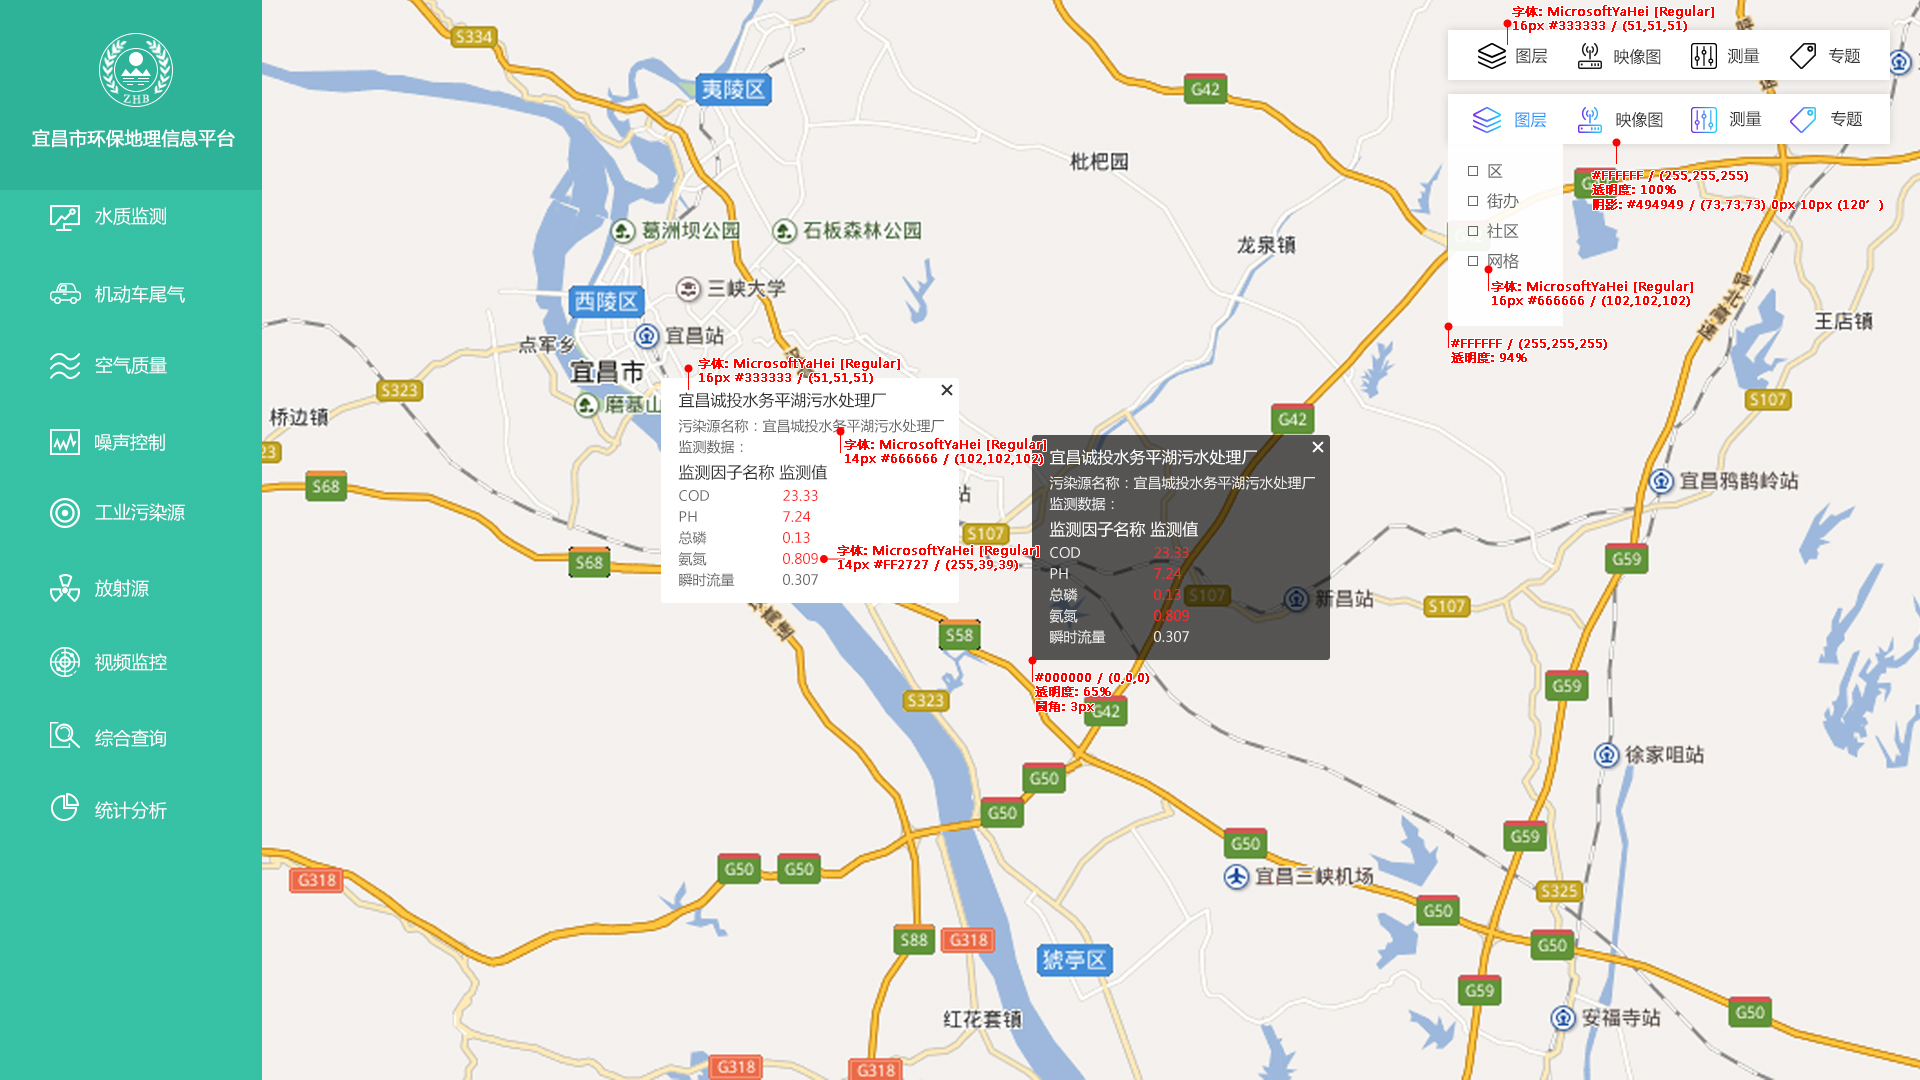 ZHB
宜昌市环保地理信息平台
水质监测
机动车尾气
空气质量
噪声控制
工业污染源
放射源
视频监控
综合查询
统计分析
字体: MicrosoftYaHei [Regular]
16px #333333 / (51,51,51)
图层 映像图 测量 专题
图层 映像图 测量 专题
区
街办
社区
网格
#FFFFFF / (255,255,255)
透明度: 100%
阴影: #494949 / (73,73,73) 0px 10px (120°)
字体: MicrosoftYaHei [Regular]
16px #666666 / (102,102,102)
#FFFFFF / (255,255,255)
透明度: 94%
字体: MicrosoftYaHei [Regular]
16px #333333 / (51,51,51)
宜昌诚投水务平湖污水处理厂
污染源名称：宜昌城投水务平湖污水处理厂
监测数据：
字体: MicrosoftYaHei [Regular]
14px #666666 / (102,102,102)
监测因子名称 监测值
COD 23.33
PH 7.24
总磷 0.13
氨氮 0.809
瞬时流量 0.307
字体: MicrosoftYaHei [Regular]
14px #FF2727 / (255,39,39)
宜昌诚投水务平湖污水处理厂
污染源名称：宜昌城投水务平湖污水处理厂
监测数据：
监测因子名称 监测值
COD 23.33
PH 7.24
总磷 0.13
氨氮 0.809
瞬时流量 0.307
#000000 / (0,0,0)
透明度: 65%
圆角: 3px
S334
夷陵区
G42
枇杷园
葛洲坝公园
石板森林公园
龙泉镇
三峡大学
西陵区
宜昌站
点军乡
宜昌市
呼北高速
王店镇
S323
磨基山
桥边镇
S107
G42
23
S68
宜昌鸦鹊岭站
站
S107
S68
G59
S107
新昌站
S107
S58
G59
S323
G42
徐家咀站
G50
G50
G59
G50
G50
G50
G318
宜昌三峡机场
S325
G50
S88
G318
G50
猇亭区
G59
红花套镇
安福寺站
G50
G318
G318